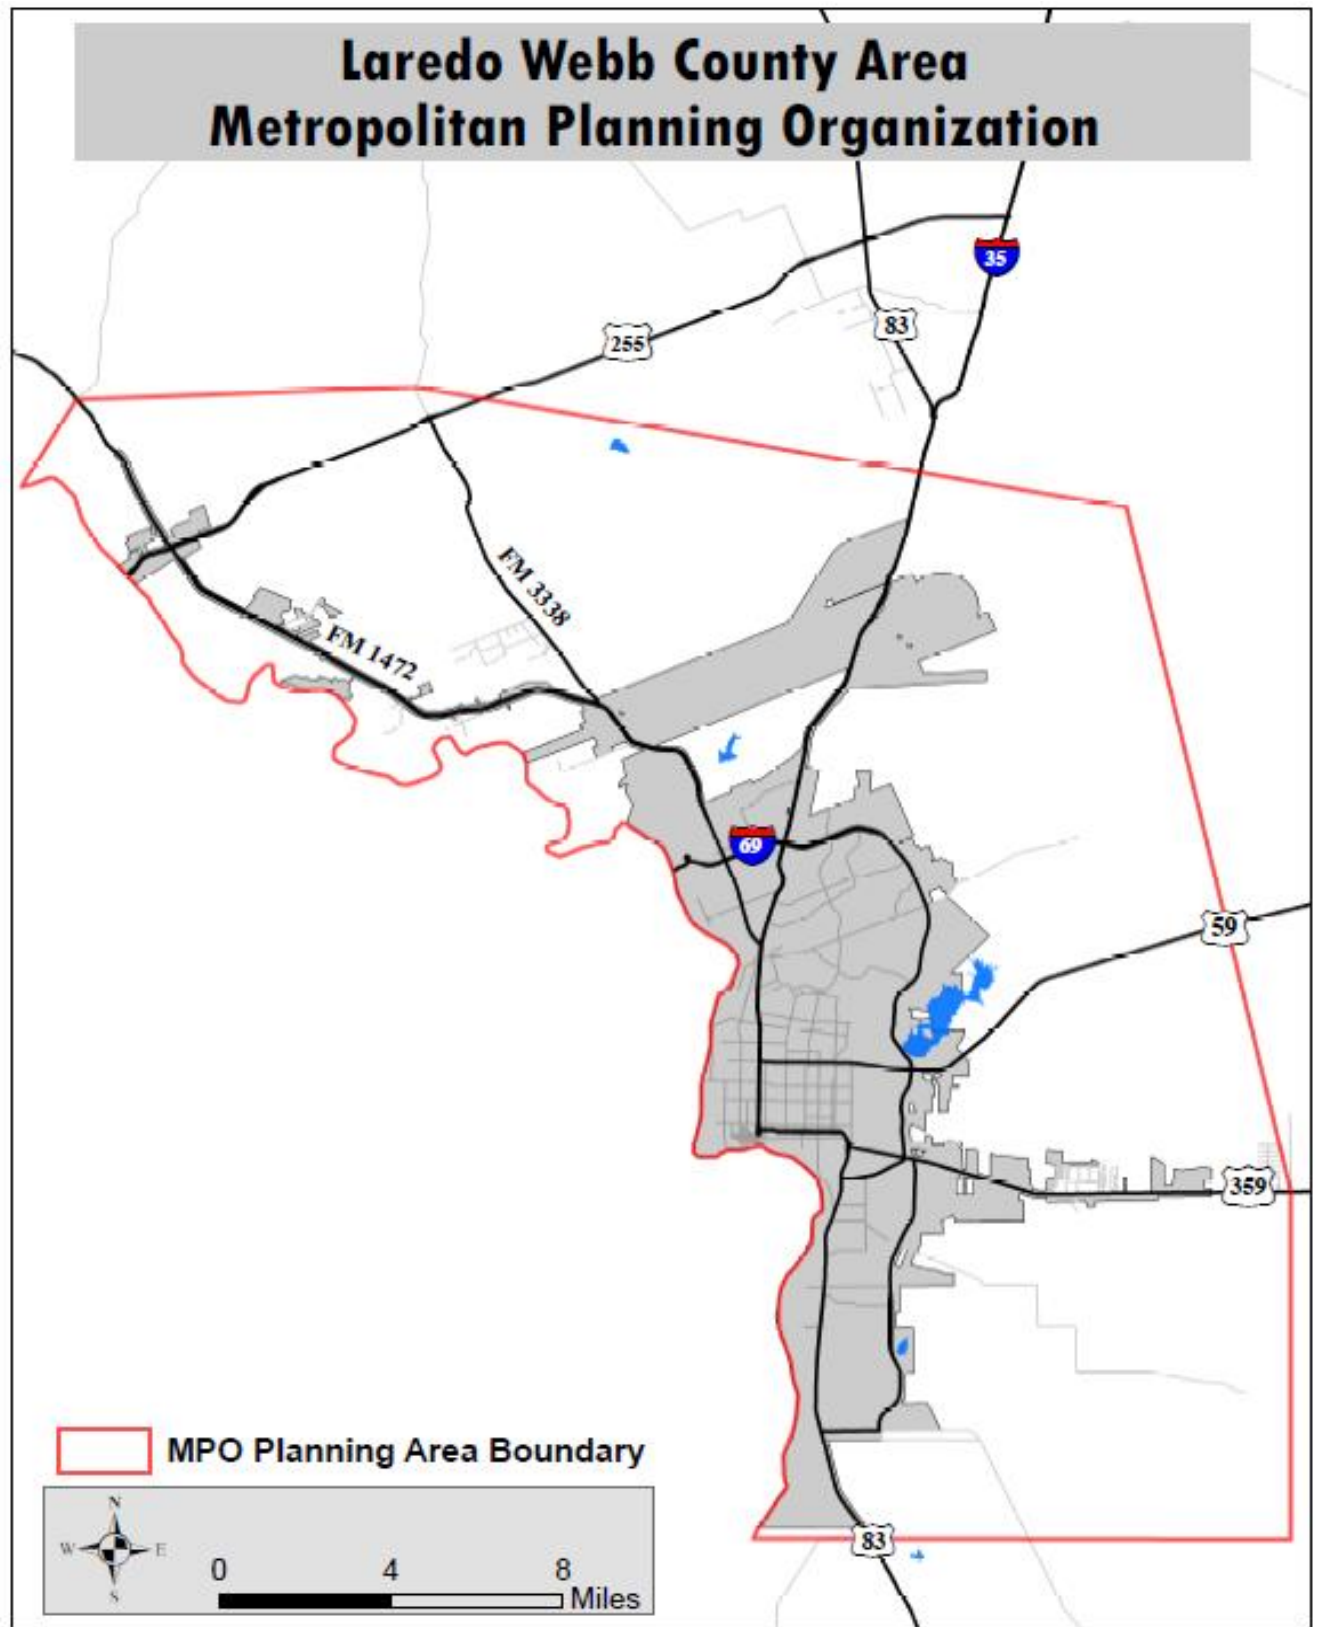 Laredo Webb County Area
Metropolitan Planning Organization
35
83
255
FM 3338
FM 1472
69
59
359
MPO Planning Area Boundary
N
W E
S
0 4 8
Miles
83